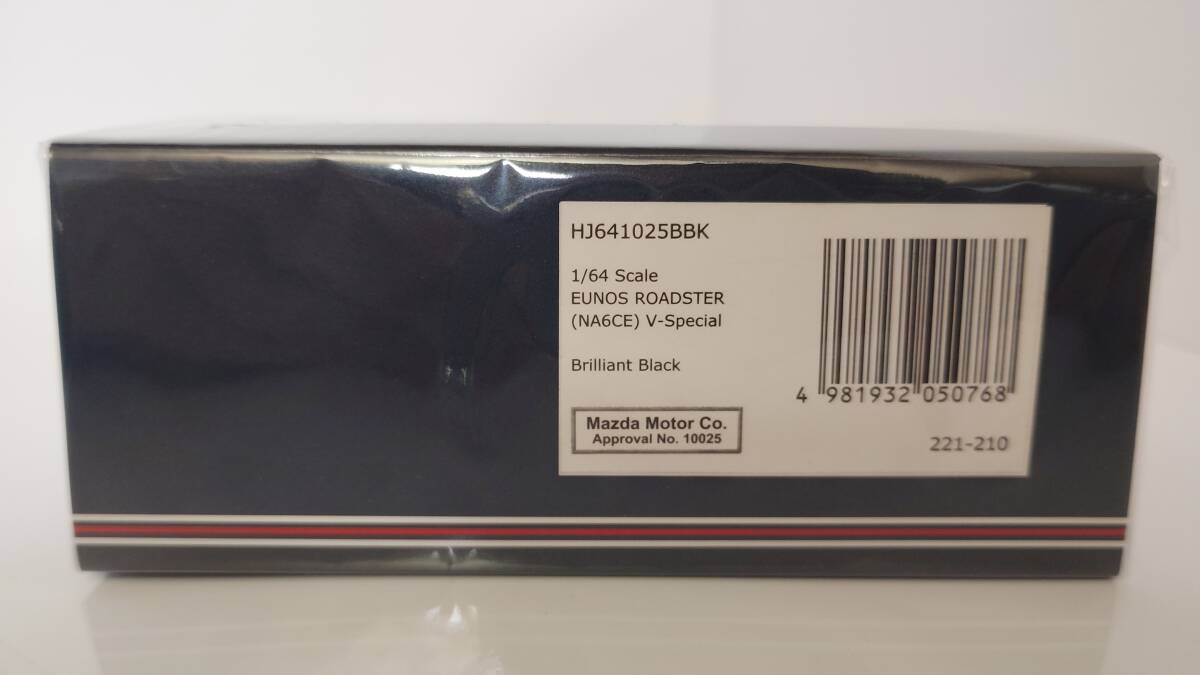 HJ641025BBK
1/64 Scale
EUNOS ROADSTER
(NA6CE) V-Special
Brilliant Black
Mazda Motor Co.
Approval No. 10025
4 981932 050768
221-210